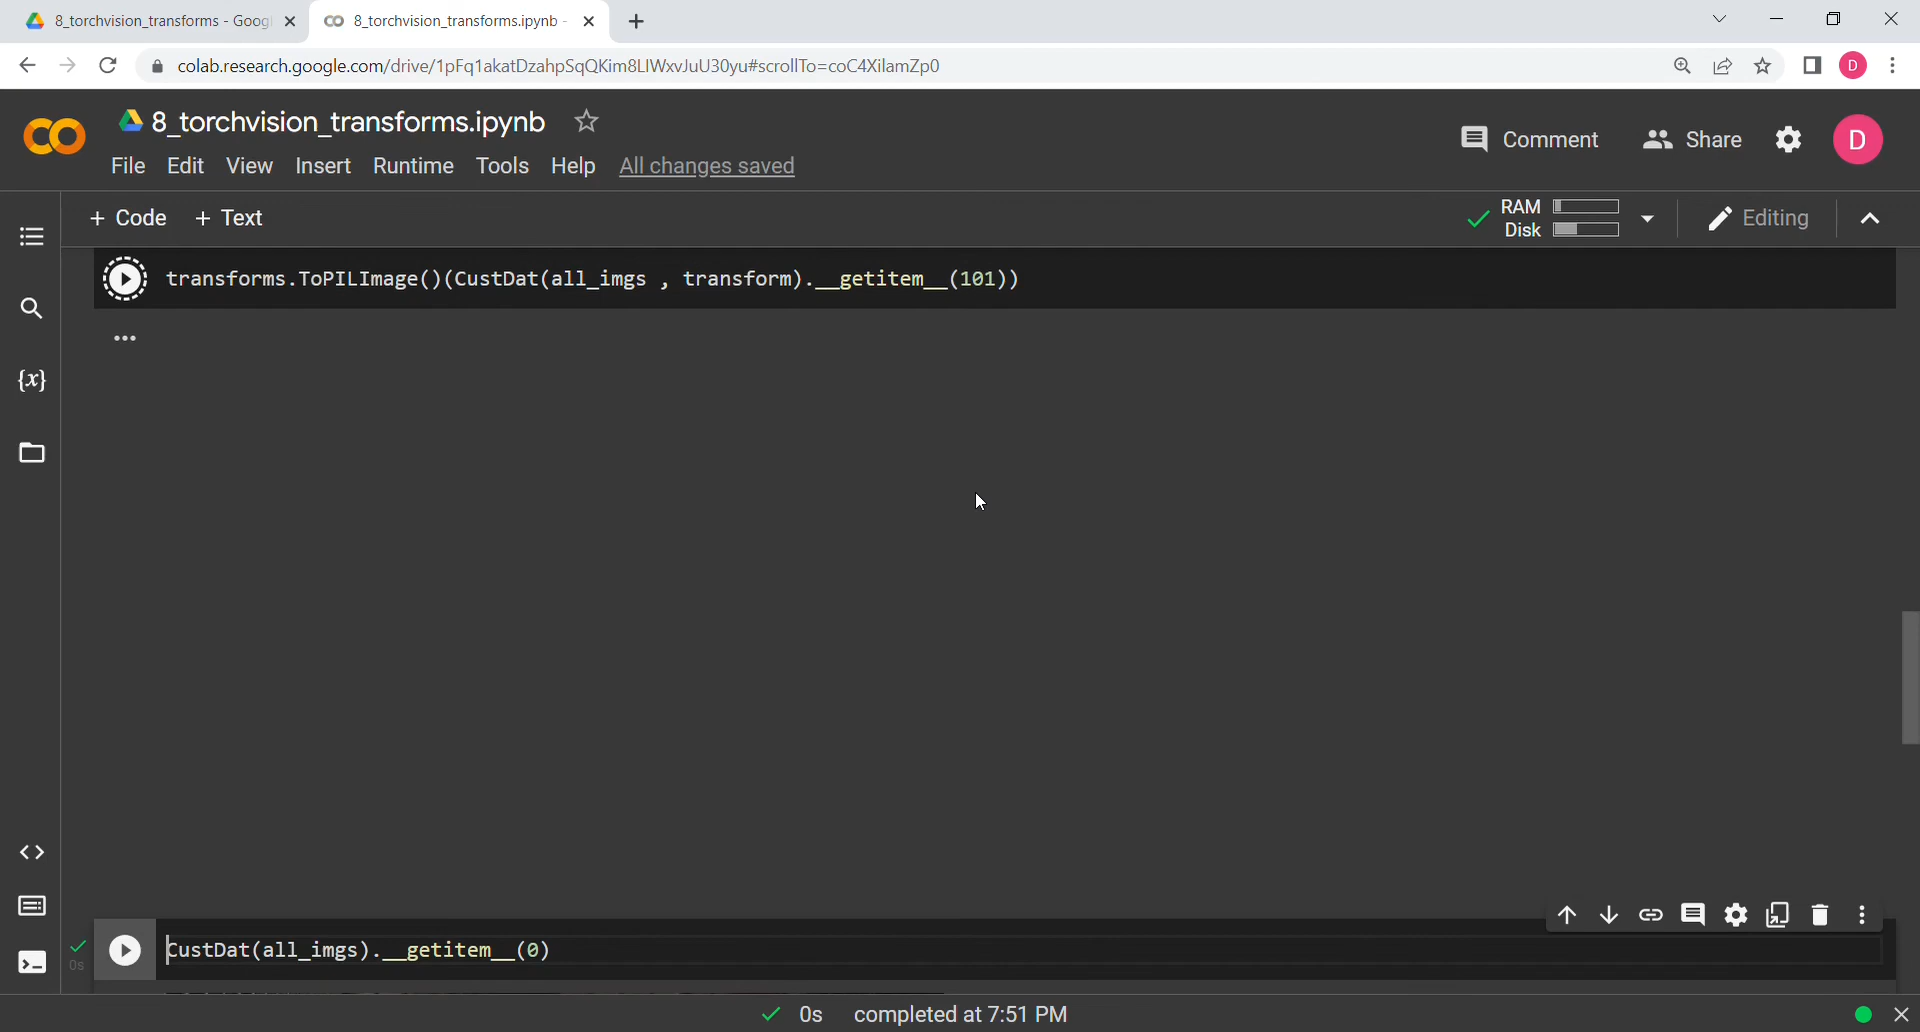 8_torchvision_transforms - Goog
8_torchvision_transforms.ipynb -
colab.research.google.com/drive/1pFq1akatDzahpSqQKim8LIWxvJuU30yu#scrollTo=coC4XilamZp0
D
8_torchvision_transforms.ipynb
Comment
Share
D
File Edit View Insert Runtime Tools Help All changes saved
+ Code + Text
RAM
Disk
Editing
transforms.ToPILImage()(CustDat(all_imgs , transform).__getitem__(101))
{x}
CustDat(all_imgs).__getitem__(0)
0s
0s completed at 7:51 PM